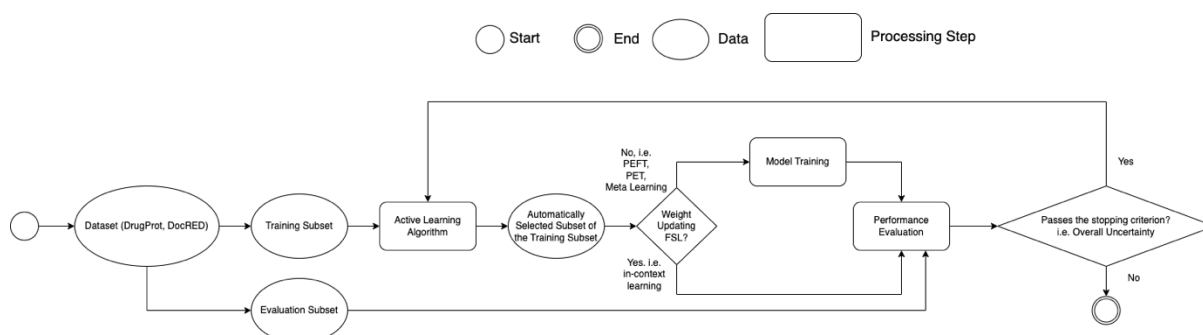 Start
End
Data
Processing Step
No, i.e.
PEFT,
PET,
Meta Learning
Model Training
Yes
Dataset (DrugProt, DocRED)
Training Subset
Active Learning
Algorithm
Automatically
Selected Subset of
the Training Subset
Weight
Updating
FSL?
Performance
Evaluation
Passes the stopping criterion?
i.e. Overall Uncertainty
Yes. i.e.
in-context
learning
No
Evaluation Subset